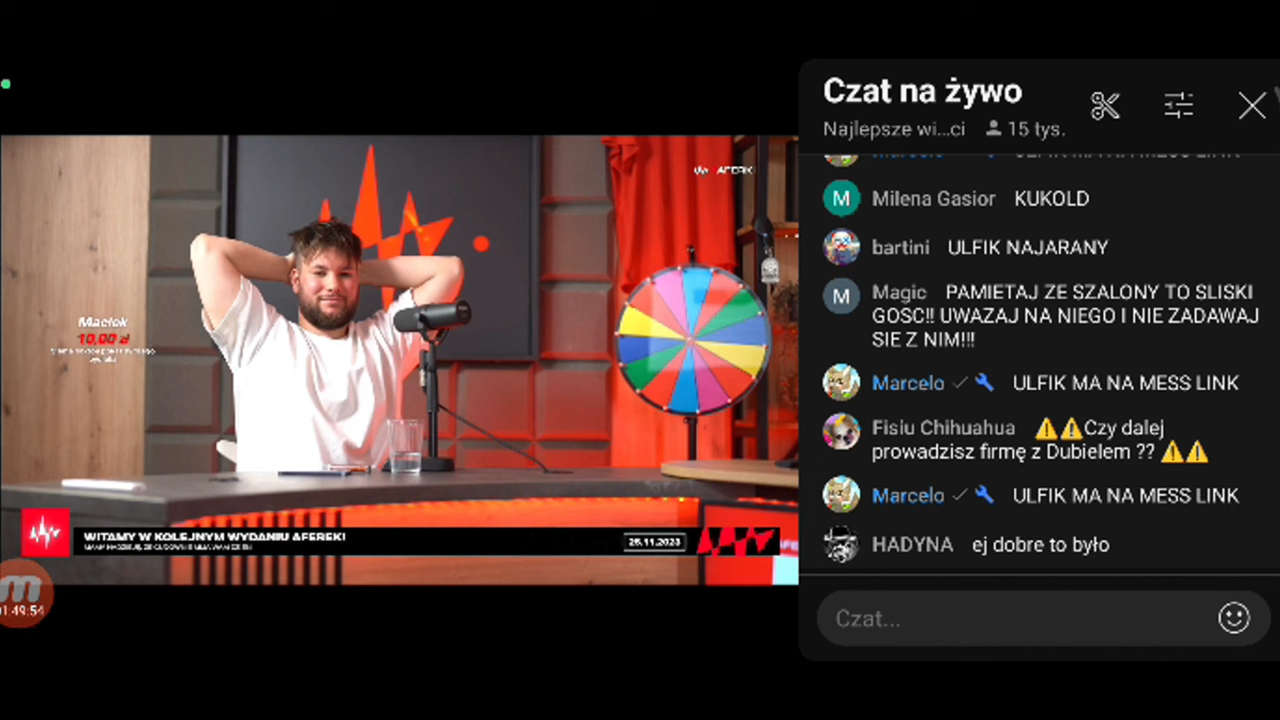 Czat na żywo
Najlepsze wi...ci 15 tys.
M Milena Gasior KUKOLD
bartini ULFIK NAJARANY
M Magic PAMIETAJ ZE SZALONY TO SLISKI
GOSC!! UWAZAJ NA NIEGO I NIE ZADAWAJ
SIE Z NIM!!!
Marcelo ULFIK MA NA MESS LINK
Fisiu Chihuahua ⚠️⚠️Czy dalej
prowadzisz firmę z Dubielem ?? ⚠️⚠️
Marcelo ULFIK MA NA MESS LINK
HADYNA ej dobre to było
Czat...
AFERKI
Maciek
10,00 zł
WITAMY W KOLEJNYM WYDANIU AFEREK!
25.11.2023
01:49:54